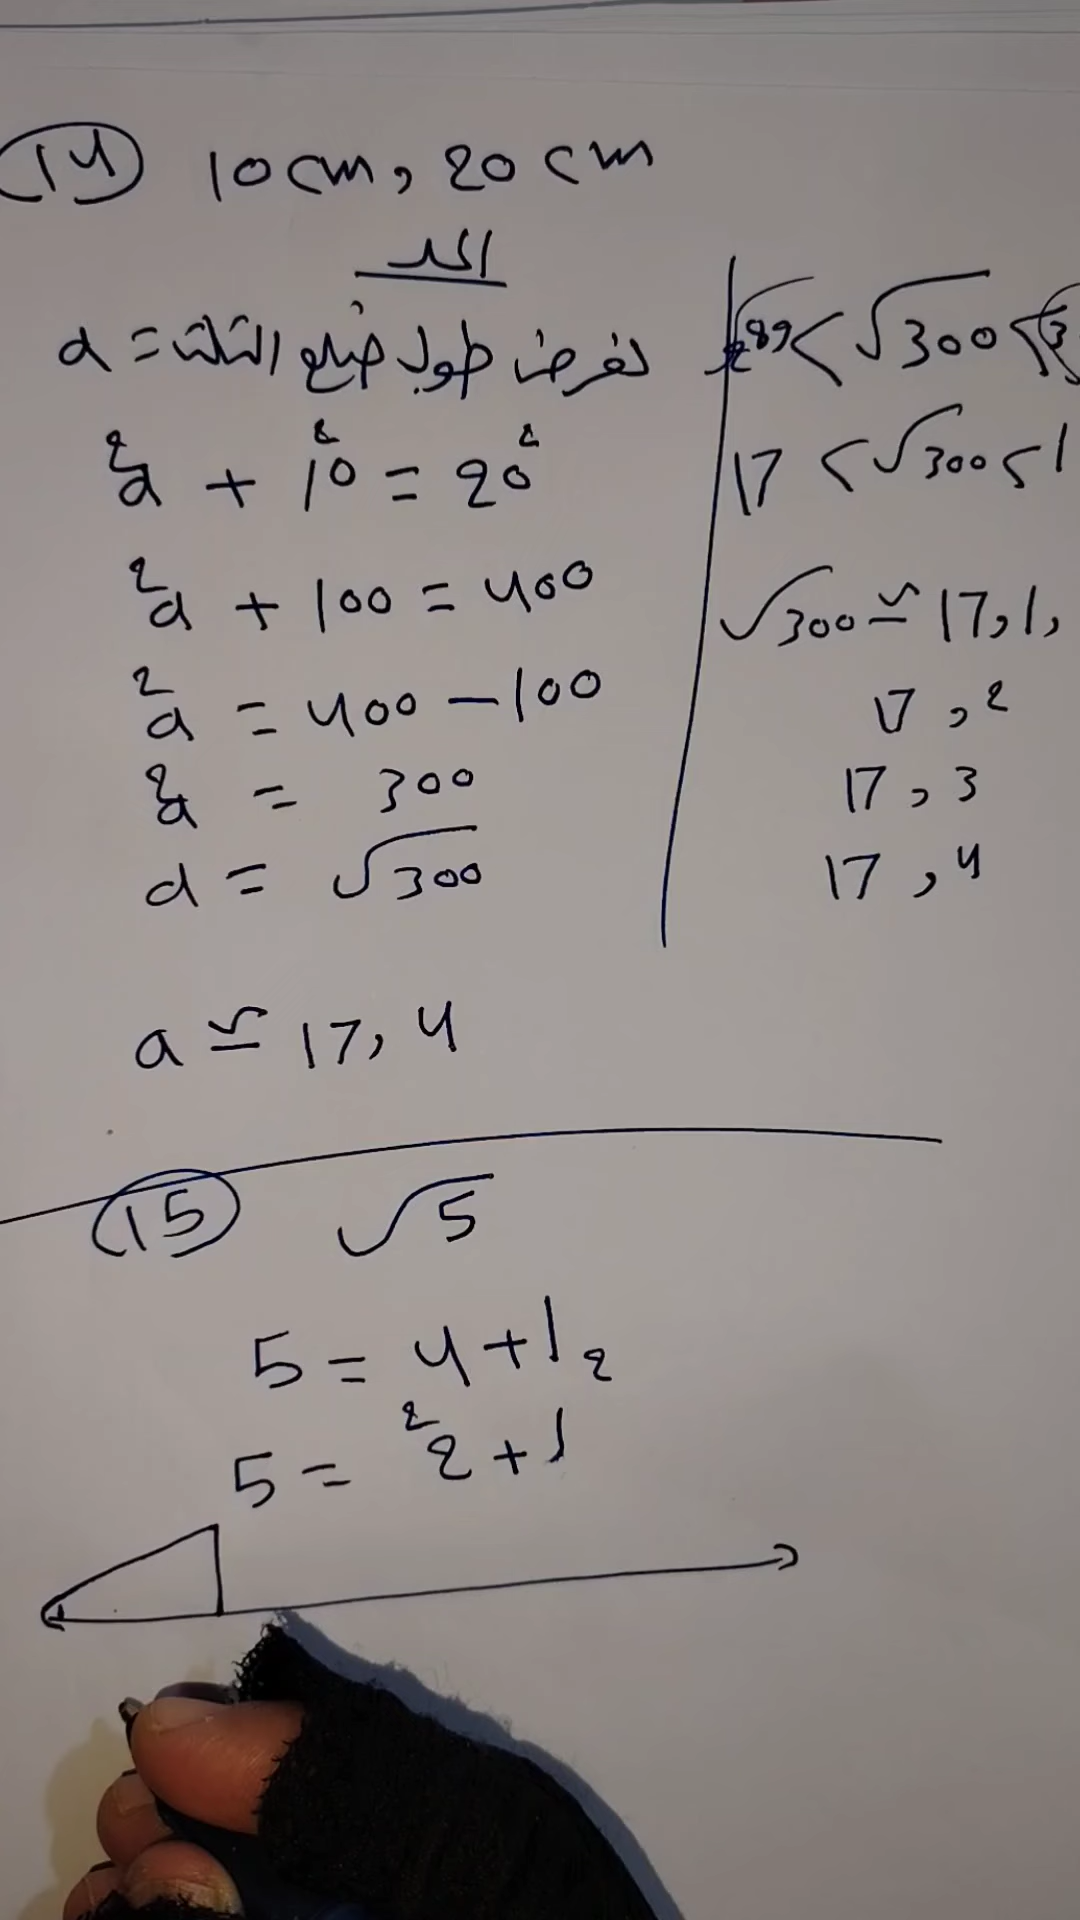 14 10cm, 20cm
الحل
نفرض طول ضلع الثالث = a
a² + 10² = 20²
a² + 100 = 400
a² = 400 - 100
a² = 300
a = √300
a ≃ 17,4
√289 < √300 <
17 < √300 < 1
√300 ≃ 17,1,
17,2
17,3
17,4
15 √5
5 = 4 + 1
5 = 2² + 1²